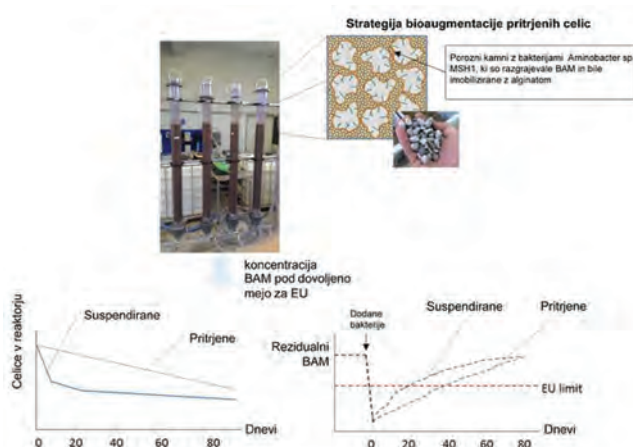 Strategija bioaugmentacije pritrjenih celic
Porozni kamni z bakterijami Aminobacter sp
MSH1, ki so razgrajevale BAM in bile
imobilizirane z alginatom
koncentracija
BAM pod dovoljeno
mejo za EU
Celice v reaktorju
Suspendirane
Pritrjene
0 20 40 60 80
Dnevi
Dodane
bakterije
Suspendirane
Pritrjene
Rezidualni
BAM
EU limit
Dnevi
0 20 40 60 80